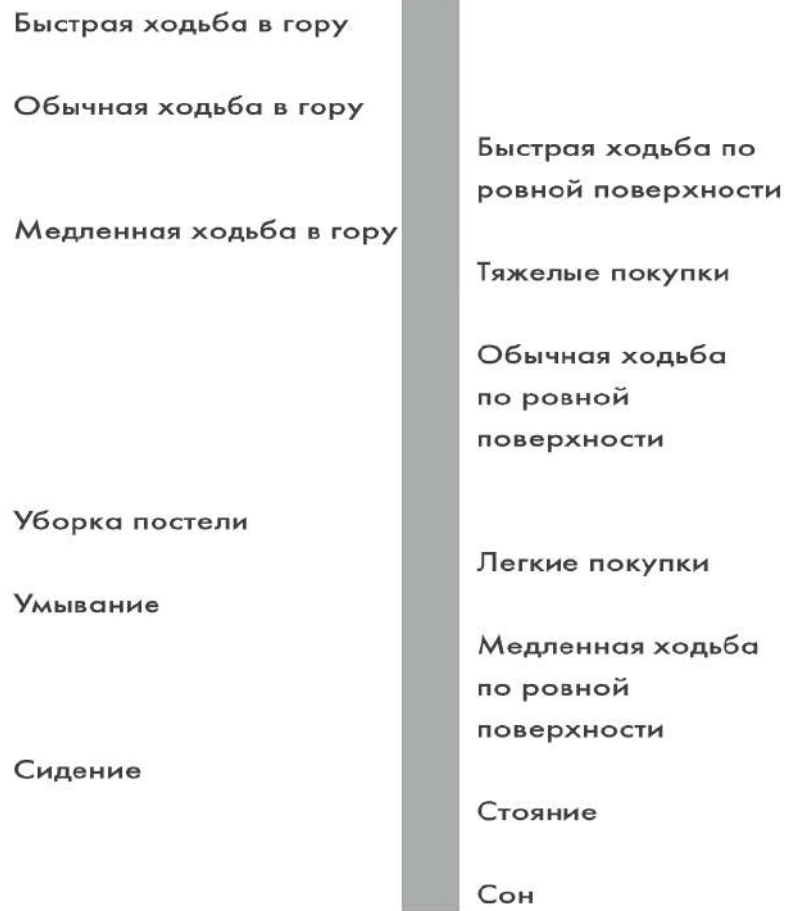 Быстрая ходьба в гору
Обычная ходьба в гору
Медленная ходьба в гору
Уборка постели
Умывание
Сидение
Быстрая ходьба по
ровной поверхности
Тяжелые покупки
Обычная ходьба
по ровной
поверхности
Легкие покупки
Медленная ходьба
по ровной
поверхности
Стояние
Сон